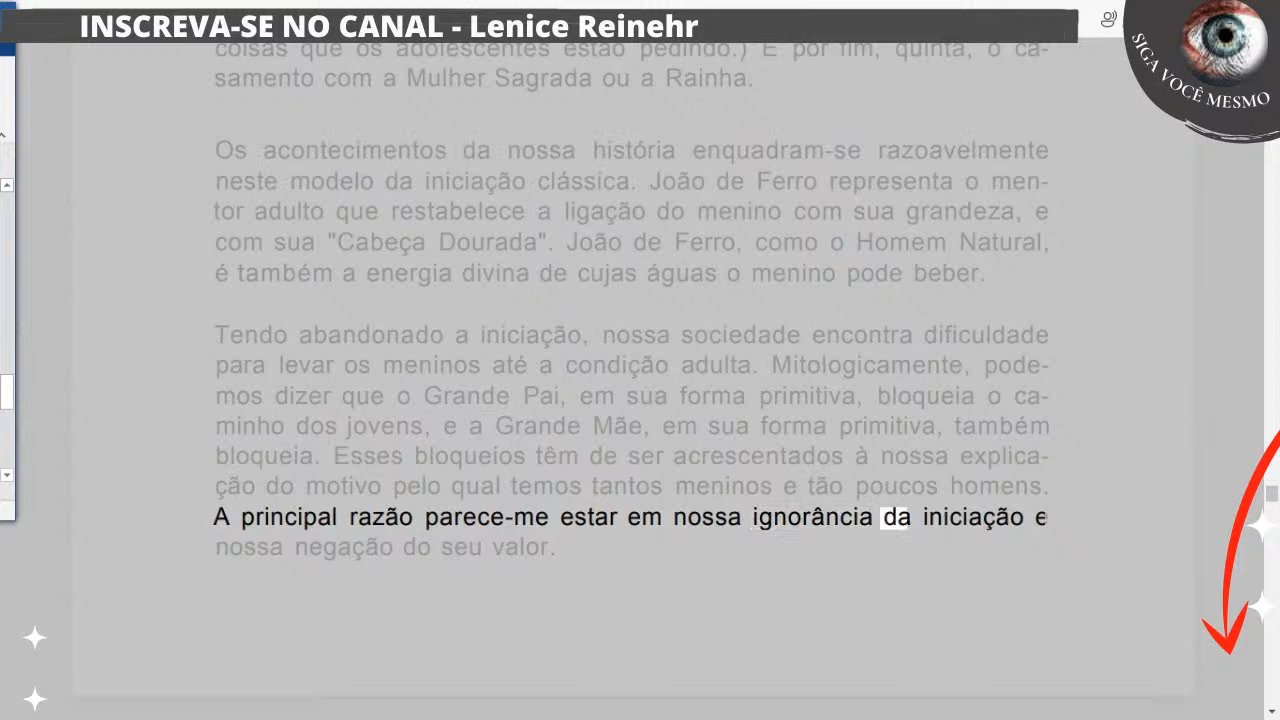 INSCREVA-SE NO CANAL - Lenice Reinehr
SIGA VOCÊ MESMO
coisas que os adolescentes estão pedindo.) E por fim, quinta, o ca-
samento com a Mulher Sagrada ou a Rainha.
Os acontecimentos da nossa história enquadram-se razoavelmente
neste modelo da iniciação clássica. João de Ferro representa o men-
tor adulto que restabelece a ligação do menino com sua grandeza, e
com sua "Cabeça Dourada". João de Ferro, como o Homem Natural,
é também a energia divina de cujas águas o menino pode beber.
Tendo abandonado a iniciação, nossa sociedade encontra dificuldade
para levar os meninos até a condição adulta. Mitologicamente, pode-
mos dizer que o Grande Pai, em sua forma primitiva, bloqueia o ca-
minho dos jovens, e a Grande Mãe, em sua forma primitiva, também
bloqueia. Esses bloqueios têm de ser acrescentados à nossa explica-
ção do motivo pelo qual temos tantos meninos e tão poucos homens.
A principal razão parece-me estar em nossa ignorância da iniciação e
nossa negação do seu valor.